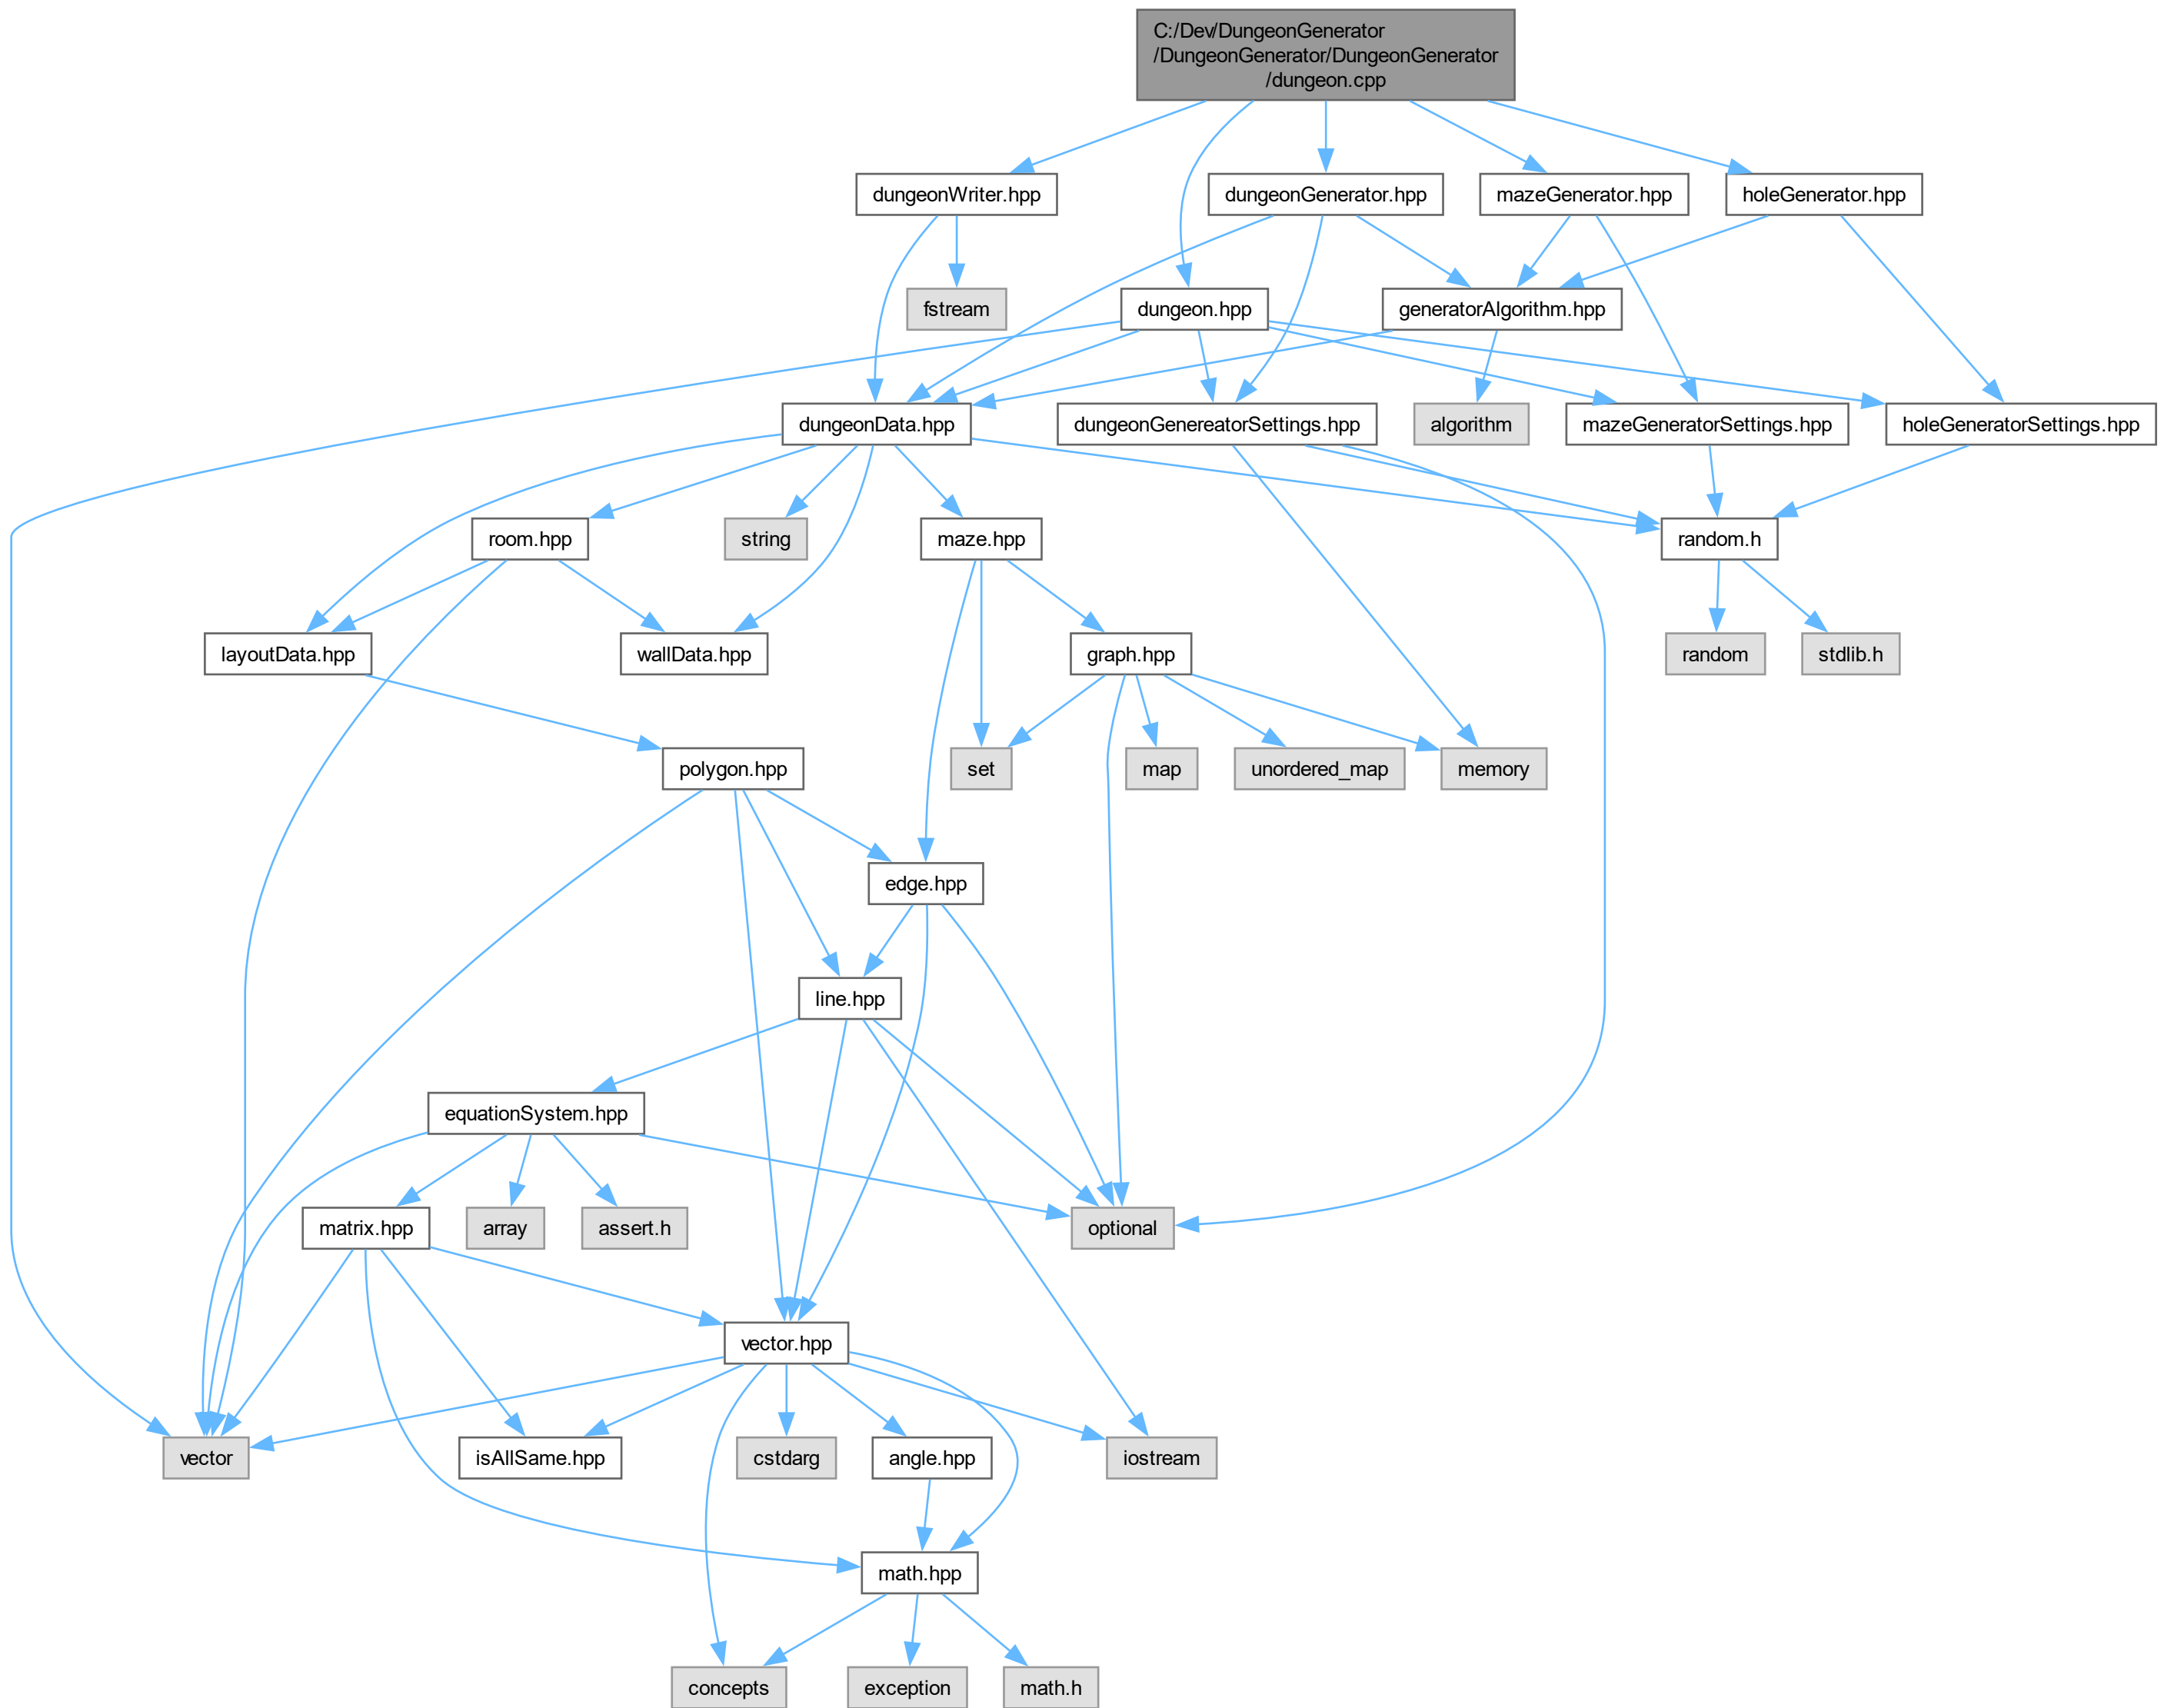 C:/Dev/DungeonGenerator
/DungeonGenerator/DungeonGenerator
/dungeon.cpp
dungeonWriter.hpp
dungeonGenerator.hpp
mazeGenerator.hpp
holeGenerator.hpp
fstream
dungeon.hpp
generatorAlgorithm.hpp
dungeonData.hpp
dungeonGenereatorSettings.hpp
algorithm
mazeGeneratorSettings.hpp
holeGeneratorSettings.hpp
room.hpp
string
maze.hpp
random.h
layoutData.hpp
wallData.hpp
graph.hpp
random
stdlib.h
polygon.hpp
set
map
unordered_map
memory
edge.hpp
line.hpp
equationSystem.hpp
matrix.hpp
array
assert.h
optional
vector.hpp
vector
isAllSame.hpp
cstdarg
angle.hpp
iostream
math.hpp
concepts
exception
math.h